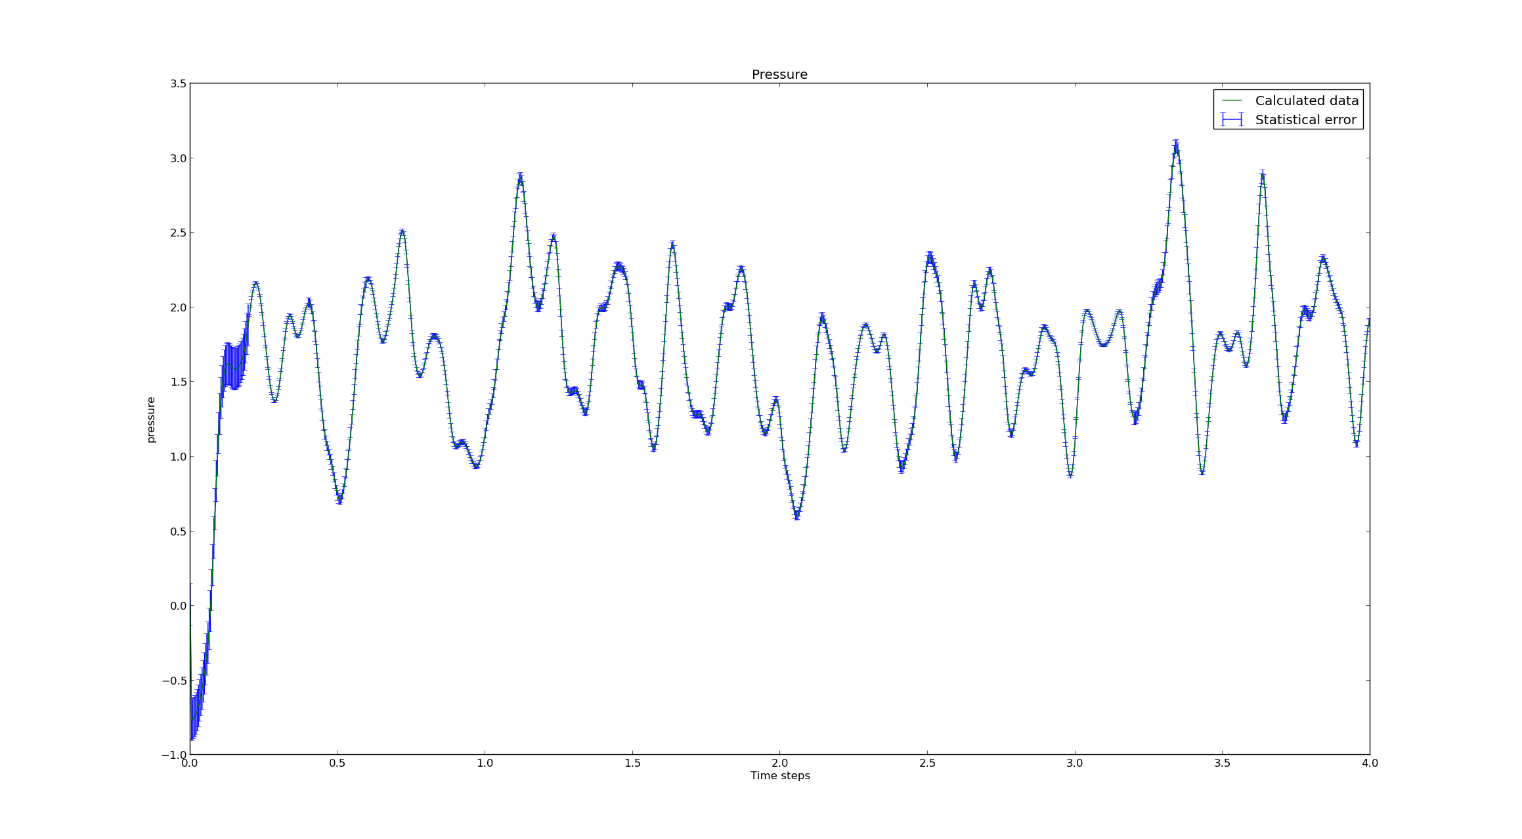 Pressure
3.5
3.0
2.5
2.0
1.5
1.0
0.5
0.0
−0.5
−1.0
pressure
Calculated data
Statistical error
0.0 0.5 1.0 1.5 2.0 2.5 3.0 3.5 4.0
Time steps